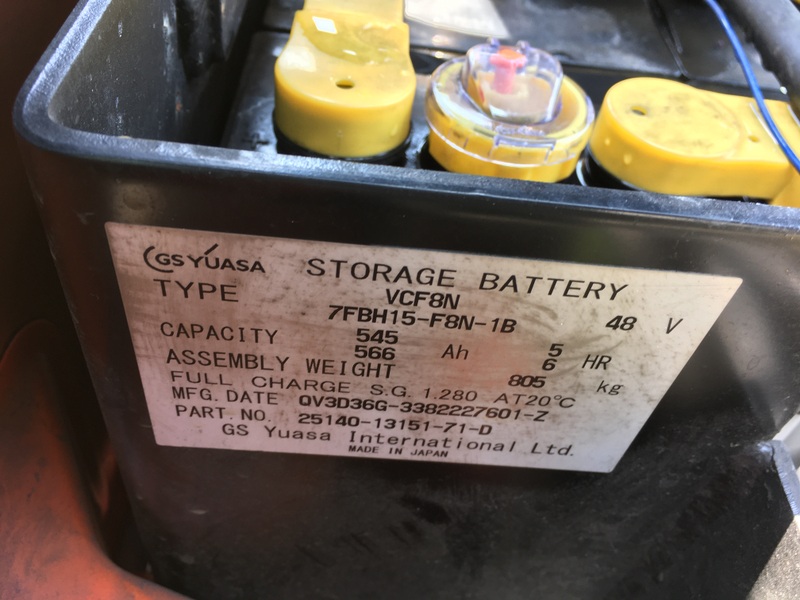 GS YUASA STORAGE BATTERY
TYPE VCF8N
7FBH15-F8N-1B 48 V
CAPACITY 545 Ah 5 HR
566 6
ASSEMBLY WEIGHT 805 kg
FULL CHARGE S.G. 1.280 AT20°C
MFG. DATE QV3D36G-3382227601-Z
PART. NO. 25140-13151-71-D
GS Yuasa International Ltd.
MADE IN JAPAN